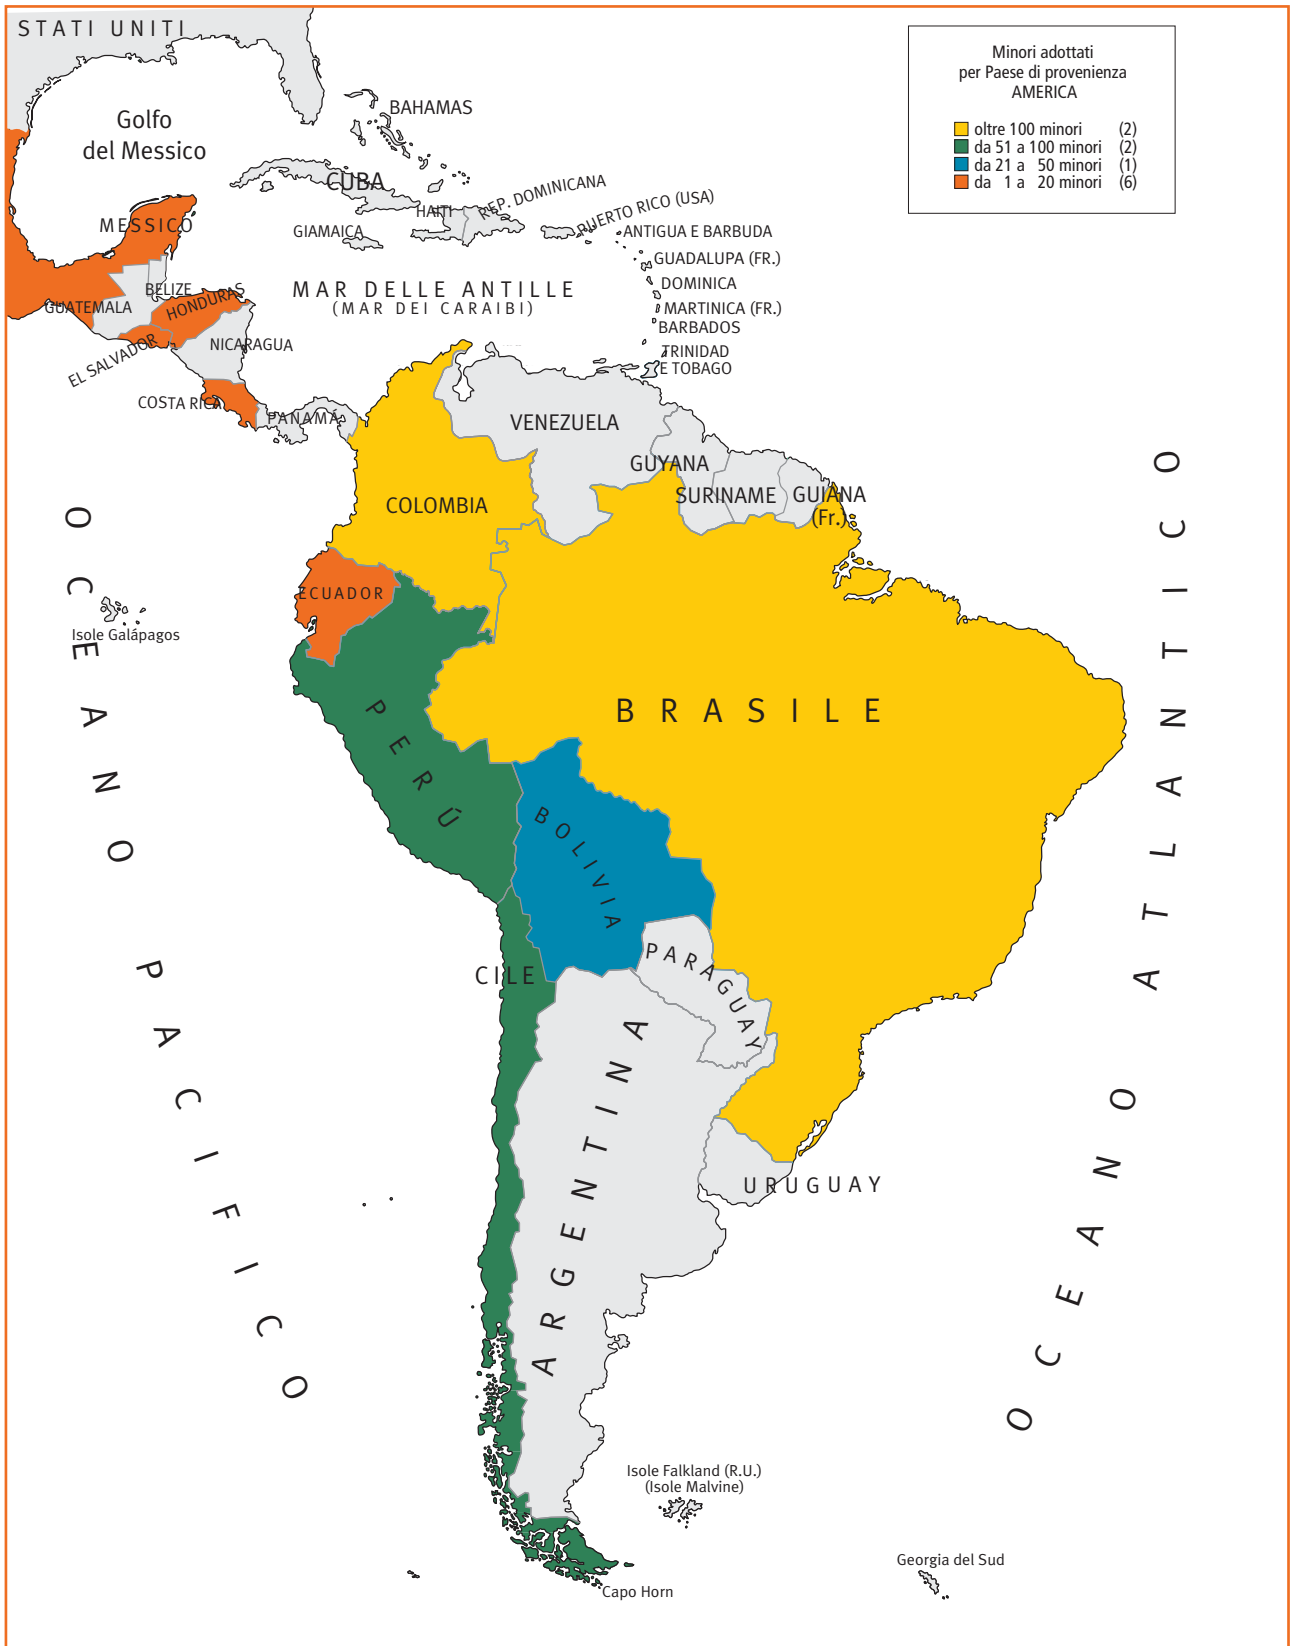 STATI UNITI
Minori adottati
per Paese di provenienza
AMERICA
oltre 100 minori (2)
da 51 a 100 minori (2)
da 21 a 50 minori (1)
da 1 a 20 minori (6)
Golfo
del Messico
BAHAMAS
CUBA
HAITI
REP. DOMINICANA
PUERTO RICO (USA)
GIAMAICA
ANTIGUA E BARBUDA
GUADALUPA (FR.)
DOMINICA
MARTINICA (FR.)
BARBADOS
TRINIDAD
E TOBAGO
MESSICO
BELIZE
GUATEMALA
HONDURAS
EL SALVADOR
NICARAGUA
COSTA RICA
PANAMÁ
MAR DELLE ANTILLE
(MAR DEI CARAIBI)
VENEZUELA
GUYANA
SURINAME
GUIANA
(Fr.)
COLOMBIA
ECUADOR
Isole Galápagos
PERÚ
BRASILE
BOLIVIA
PARAGUAY
CILE
ARGENTINA
URUGUAY
OCEANO PACIFICO
OCEANO ATLANTICO
Isole Falkland (R.U.)
(Isole Malvine)
Georgia del Sud
Capo Horn